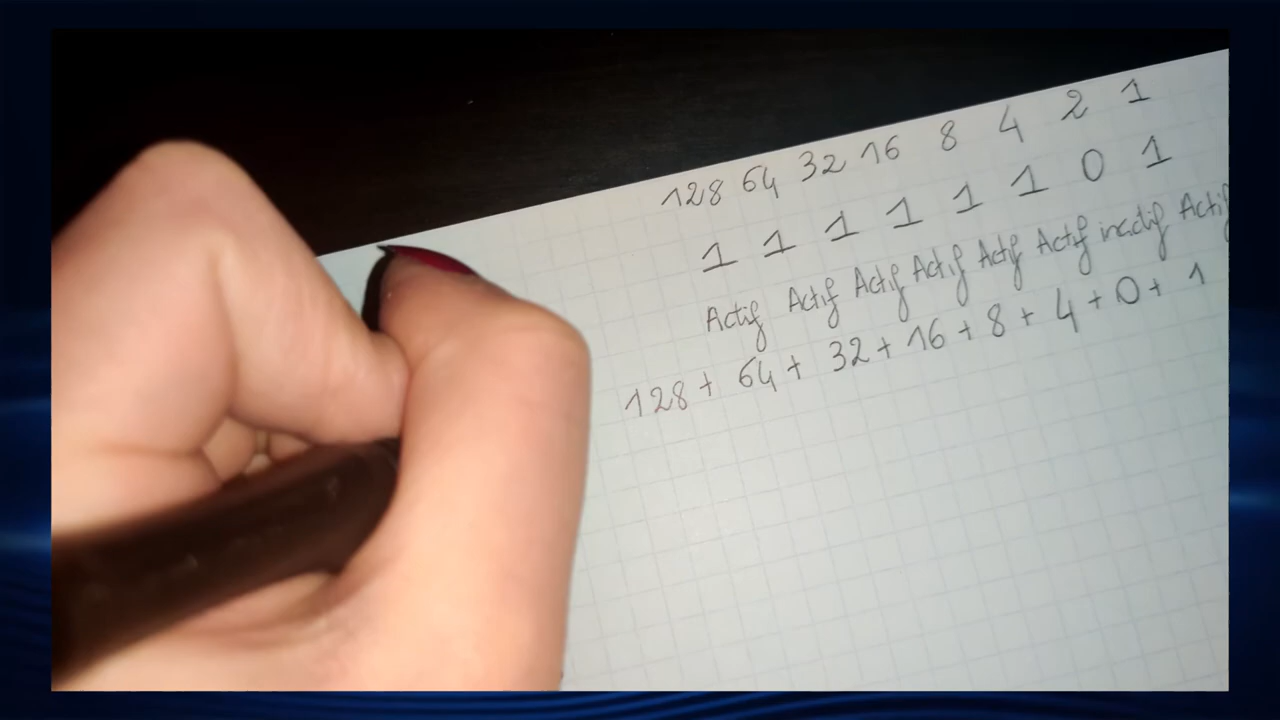 128 64 32 16 8 4 2 1
1 1 1 1 1 1 0 1
Actif Actif Actif Actif Actif Actif inactif Actif
128 + 64 + 32 + 16 + 8 + 4 + 0 + 1